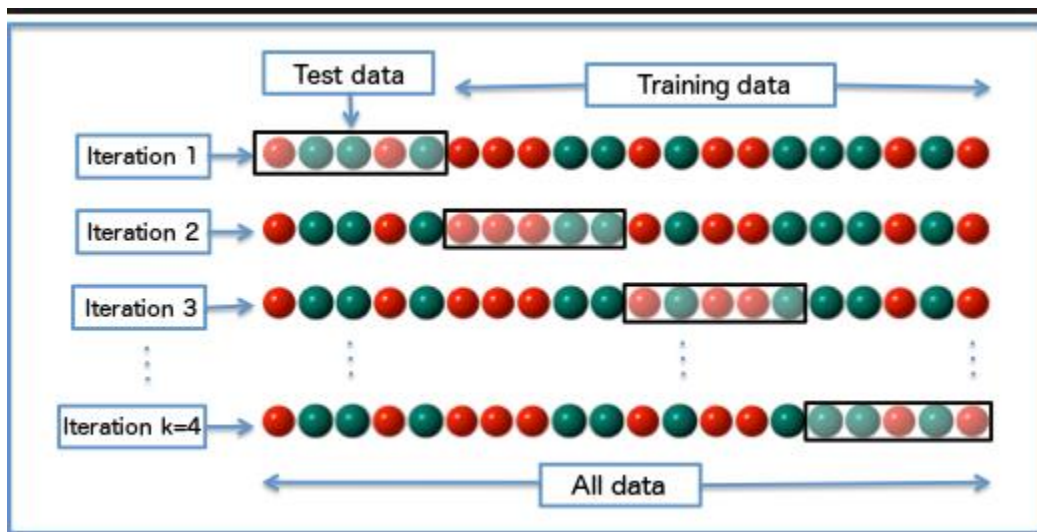 Test data
Training data
Iteration 1
Iteration 2
Iteration 3
Iteration k=4
All data